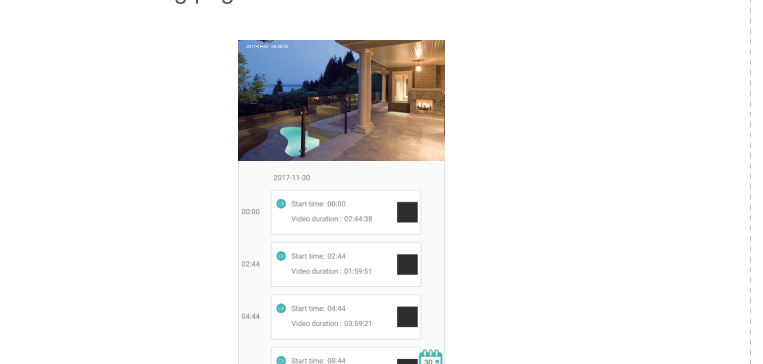 2017-11-30
00:00
Start time: 00:00
Video duration : 02:44:38
02:44
Start time: 02:44
Video duration : 01:59:51
04:44
Start time: 04:44
Video duration : 03:59:21
Start time: 08:44
30